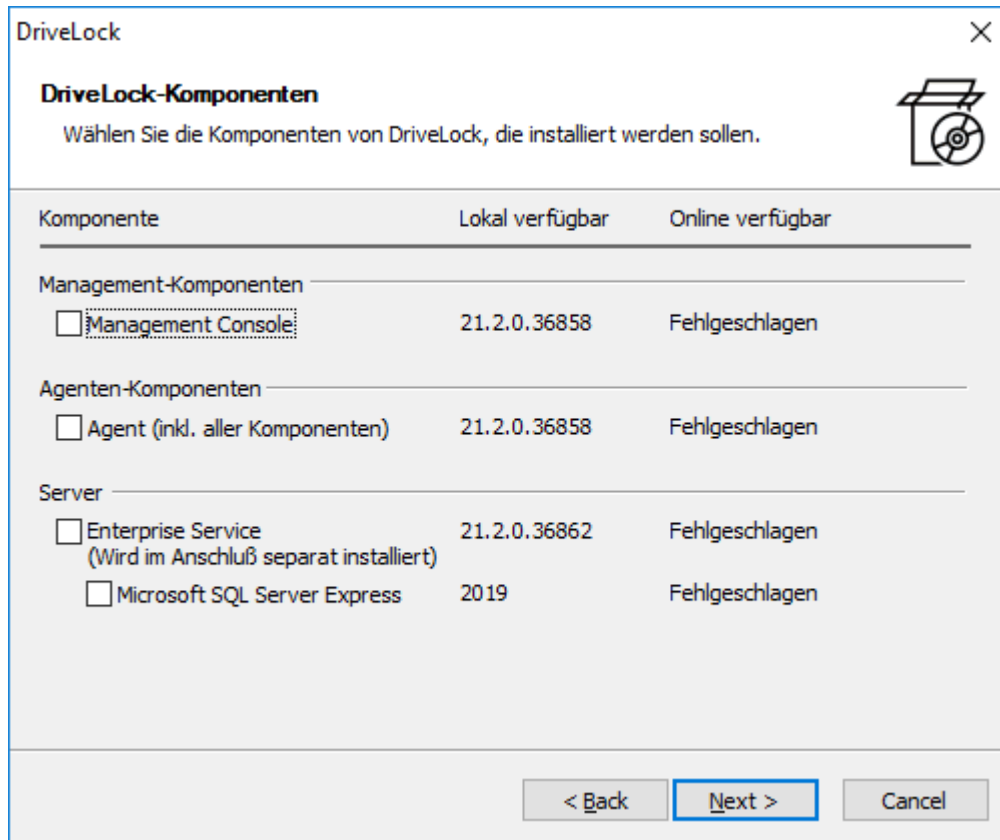 DriveLock
DriveLock-Komponenten
Wählen Sie die Komponenten von DriveLock, die installiert werden sollen.
Komponente Lokal verfügbar Online verfügbar
Management-Komponenten
Management Console 21.2.0.36858 Fehlgeschlagen
Agenten-Komponenten
Agent (inkl. aller Komponenten) 21.2.0.36858 Fehlgeschlagen
Server
Enterprise Service 21.2.0.36862 Fehlgeschlagen
(Wird im Anschluß separat installiert)
Microsoft SQL Server Express 2019 Fehlgeschlagen
< Back Next > Cancel